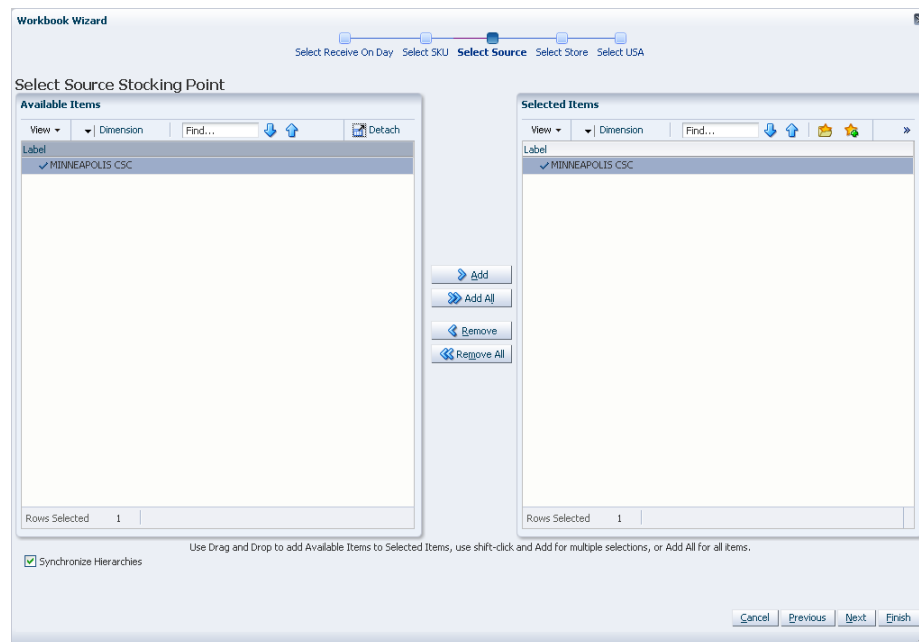 Workbook Wizard
Select Receive On Day Select SKU Select Source Select Store Select USA
Select Source Stocking Point
Available Items
View Dimension Find... Detach
Label
MINNEAPOLIS CSC
Rows Selected 1
Add
Add All
Remove
Remove All
Selected Items
View Dimension Find... »
Label
MINNEAPOLIS CSC
Rows Selected 1
Use Drag and Drop to add Available Items to Selected Items, use shift-click and Add for multiple selections, or Add All for all items.
Synchronize Hierarchies
Cancel Previous Next Finish